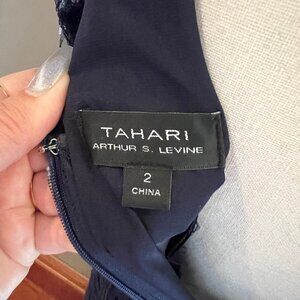 TAHARI
ARTHUR S. LEVINE
2
CHINA